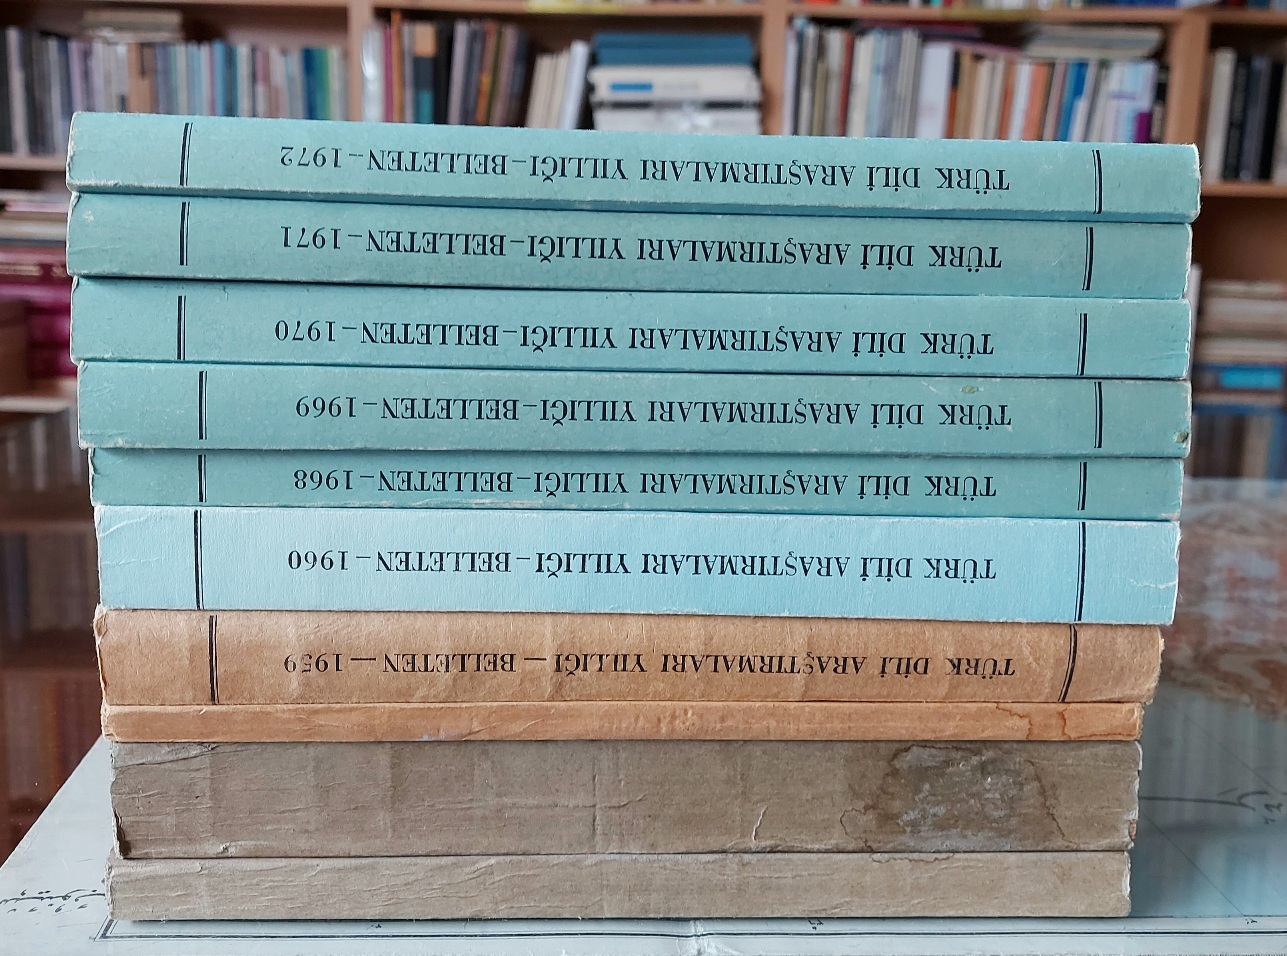 TÜRK DİLİ ARAŞTIRMALARI YILLIĞI–BELLETEN–1972
TÜRK DİLİ ARAŞTIRMALARI YILLIĞI–BELLETEN–1971
TÜRK DİLİ ARAŞTIRMALARI YILLIĞI–BELLETEN–1970
TÜRK DİLİ ARAŞTIRMALARI YILLIĞI–BELLETEN–1969
TÜRK DİLİ ARAŞTIRMALARI YILLIĞI–BELLETEN–1968
TÜRK DİLİ ARAŞTIRMALARI YILLIĞI–BELLETEN–1960
TÜRK DİLİ ARAŞTIRMALARI YILLIĞI — BELLETEN — 1959